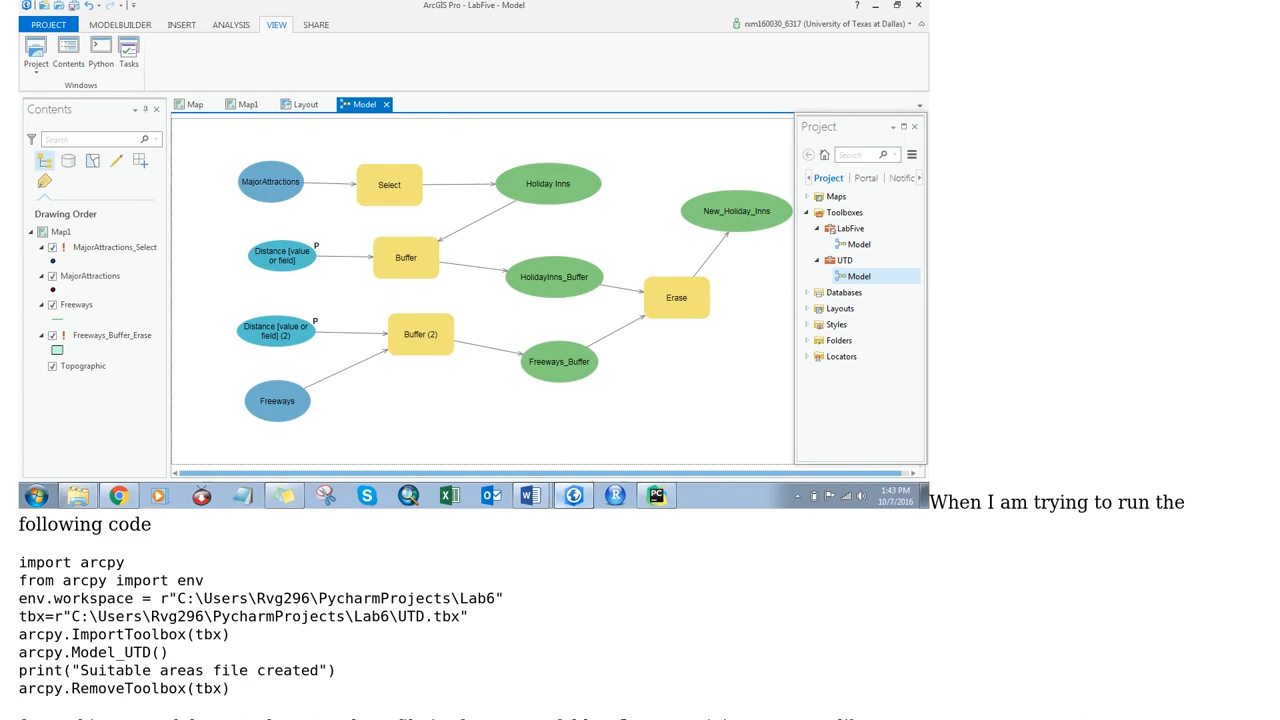 ArcGIS Pro - LabFive - Model
PROJECT MODELBUILDER INSERT ANALYSIS VIEW SHARE
rxm160030_6317 (University of Texas at Dallas)
Project Contents Python Tasks
Windows
Contents
Map Map1 Layout Model
Search
Drawing Order
Map1
MajorAttractions_Select
MajorAttractions
Freeways
Freeways_Buffer_Erase
Topographic
MajorAttractions
Select
Holiday Inns
New_Holiday_Inns
P
Distance [value
or field]
Buffer
HolidayInns_Buffer
Erase
P
Distance [value or
field] (2)
Buffer (2)
Freeways_Buffer
Freeways
Project
Search
Project Portal Notific
Maps
Toolboxes
LabFive
Model
UTD
Model
Databases
Layouts
Styles
Folders
Locators
1:43 PM
10/7/2016
When I am trying to run the
following code
import arcpy
from arcpy import env
env.workspace = r"C:\Users\Rvg296\PycharmProjects\Lab6"
tbx=r"C:\Users\Rvg296\PycharmProjects\Lab6\UTD.tbx"
arcpy.ImportToolbox(tbx)
arcpy.Model_UTD()
print("Suitable areas file created")
arcpy.RemoveToolbox(tbx)